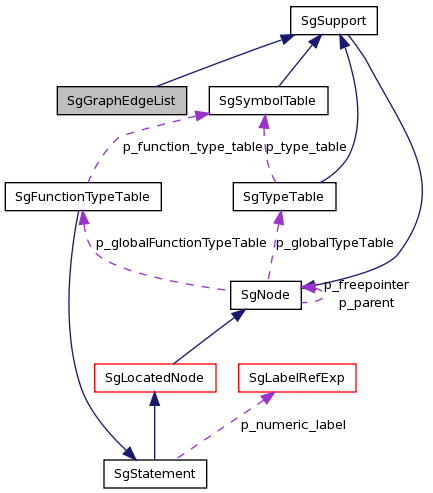 SgSupport
SgGraphEdgeList
SgSymbolTable
p_function_type_table
p_type_table
SgFunctionTypeTable
SgTypeTable
p_globalFunctionTypeTable
p_globalTypeTable
SgNode
p_freepointer
p_parent
SgLocatedNode
SgLabelRefExp
p_numeric_label
SgStatement